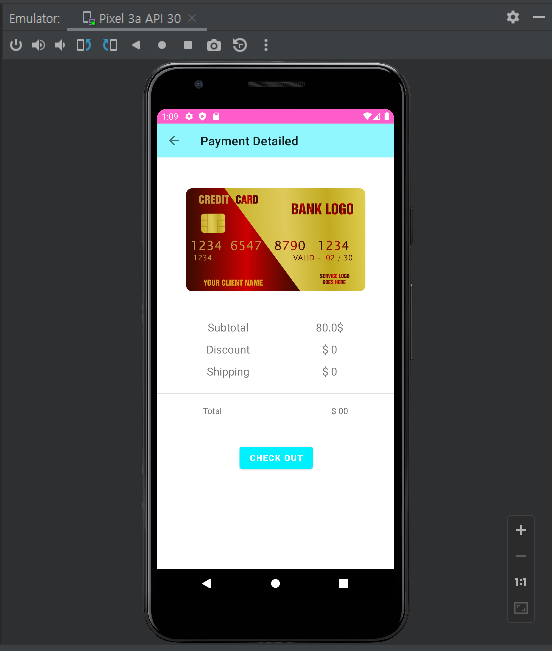 Emulator: Pixel 3a API 30
1:09
Payment Detailed
CREDIT CARD
BANK LOGO
1234 6547 8790 1234
1234 VALID - 02 / 30
SERVICE LOGO
GOES HERE
YOUR CLIENT NAME
Subtotal 80.0$
Discount $ 0
Shipping $ 0
Total $ 00
CHECK OUT
1:1